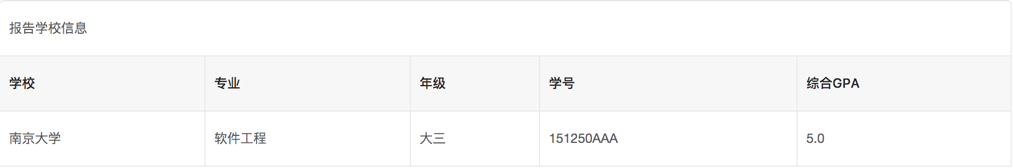 报告学校信息
学校 专业 年级 学号 综合GPA
南京大学 软件工程 大三 151250AAA 5.0